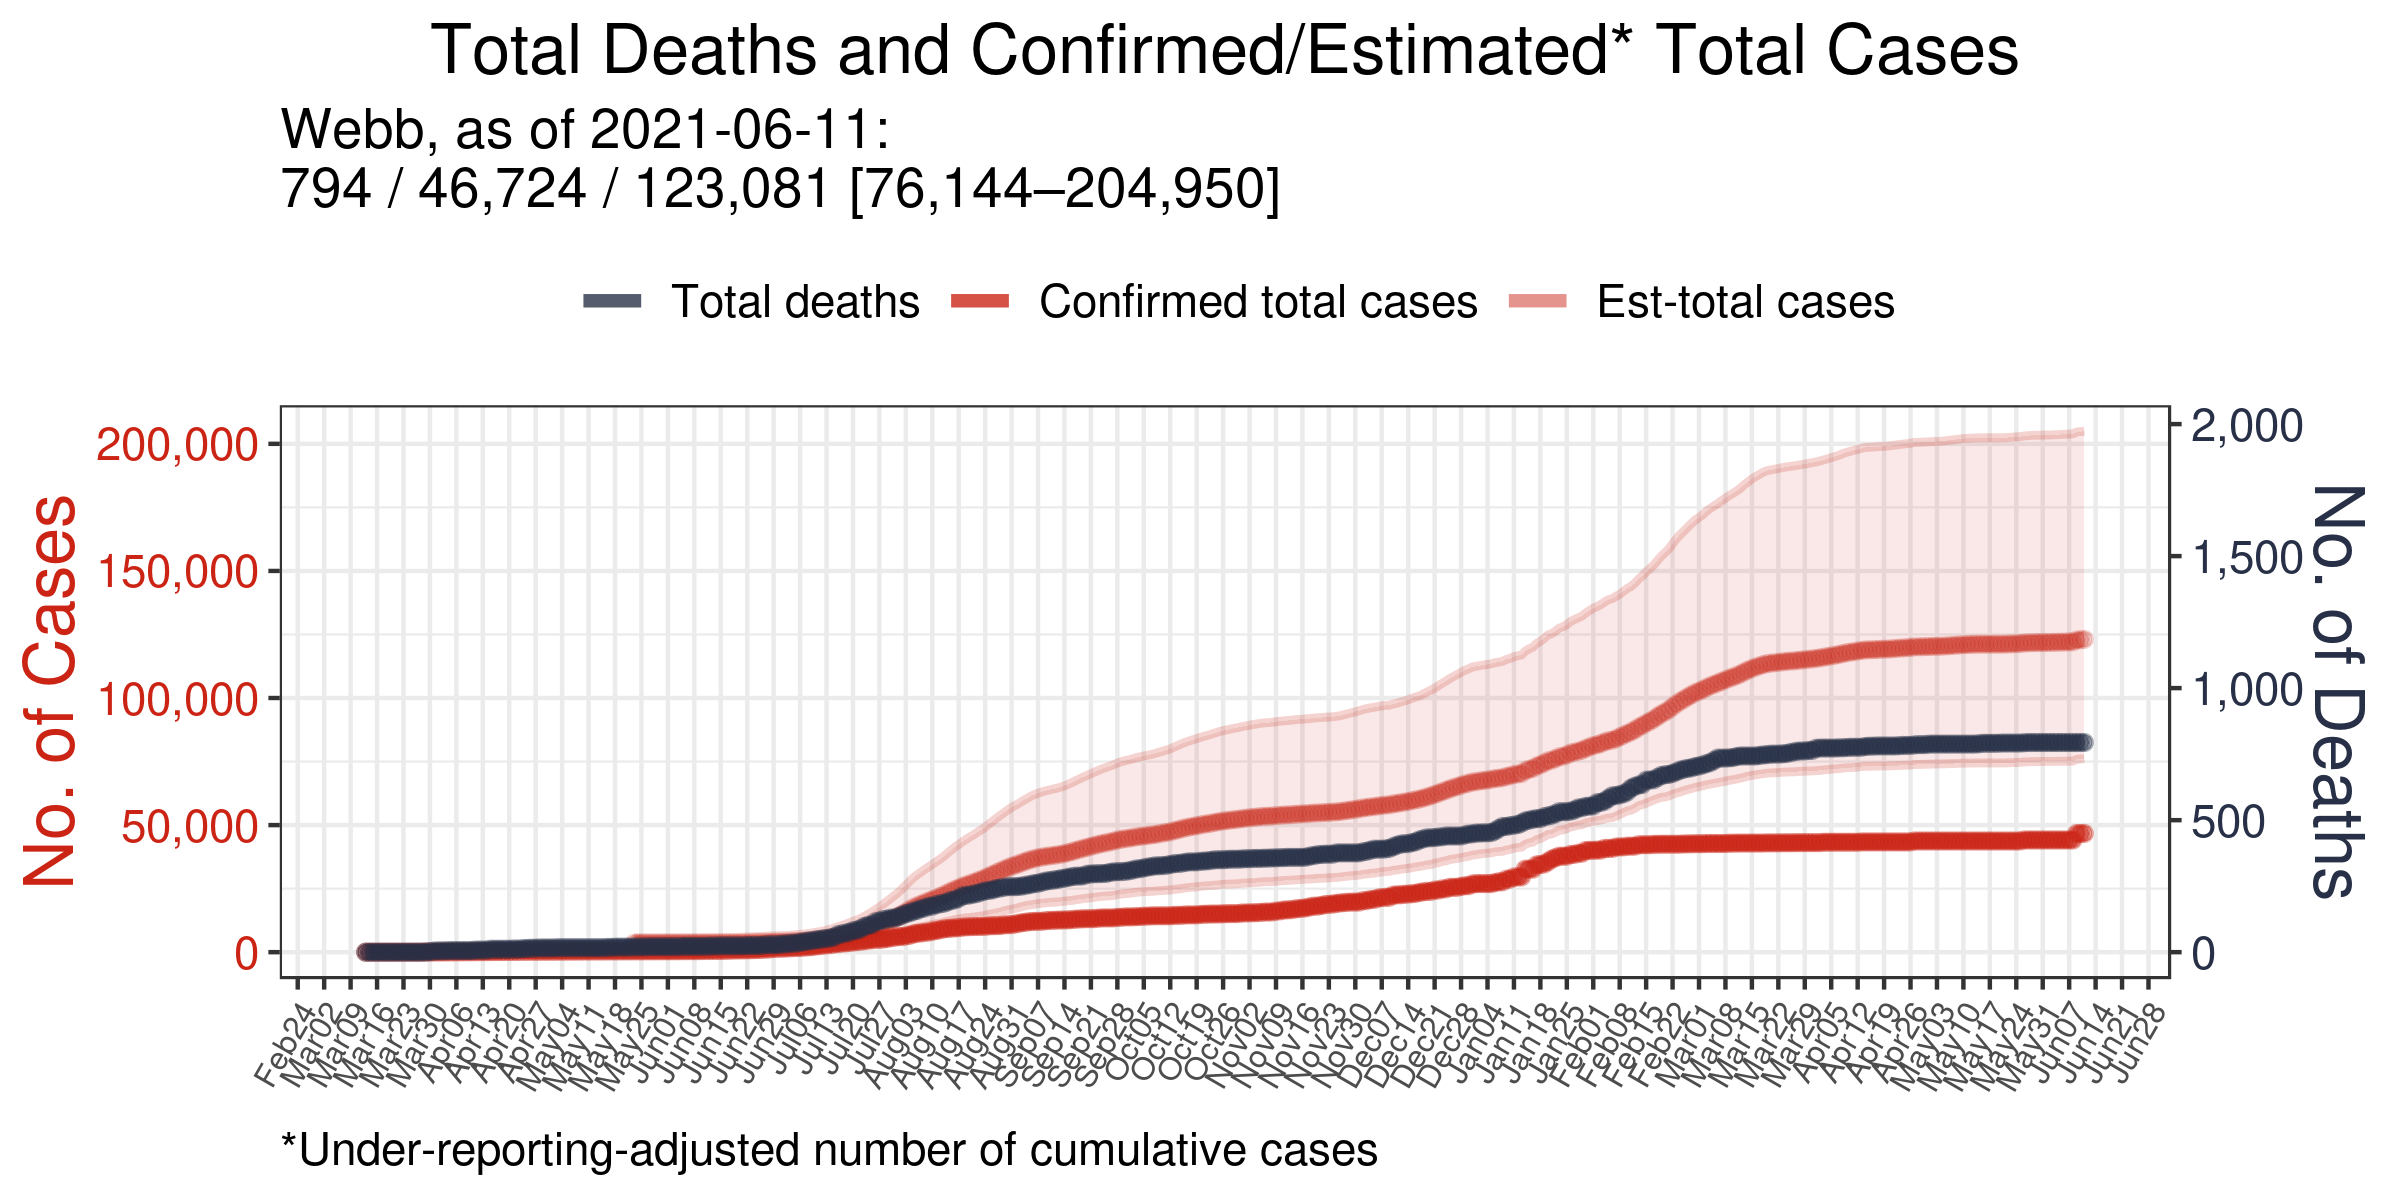 Total Deaths and Confirmed/Estimated* Total Cases
Webb, as of 2021-06-11:
794 / 46,724 / 123,081 [76,144–204,950]
Total deaths
Confirmed total cases
Est-total cases
No. of Cases
200,000
150,000
100,000
50,000
0
2,000
1,500
1,000
500
0
No. of Deaths
Feb24
Mar02
Mar09
Mar16
Mar23
Mar30
Apr06
Apr13
Apr20
Apr27
May04
May11
May18
May25
Jun01
Jun08
Jun15
Jun22
Jun29
Jul06
Jul13
Jul20
Jul27
Aug03
Aug10
Aug17
Aug24
Aug31
Sep07
Sep14
Sep21
Sep28
Oct05
Oct12
Oct19
Oct26
Nov02
Nov09
Nov16
Nov23
Nov30
Dec07
Dec14
Dec21
Dec28
Jan04
Jan11
Jan18
Jan25
Feb01
Feb08
Feb15
Feb22
Mar01
Mar08
Mar15
Mar22
Mar29
Apr05
Apr12
Apr19
Apr26
May03
May10
May17
May24
May31
Jun07
Jun14
Jun21
Jun28
*Under-reporting-adjusted number of cumulative cases